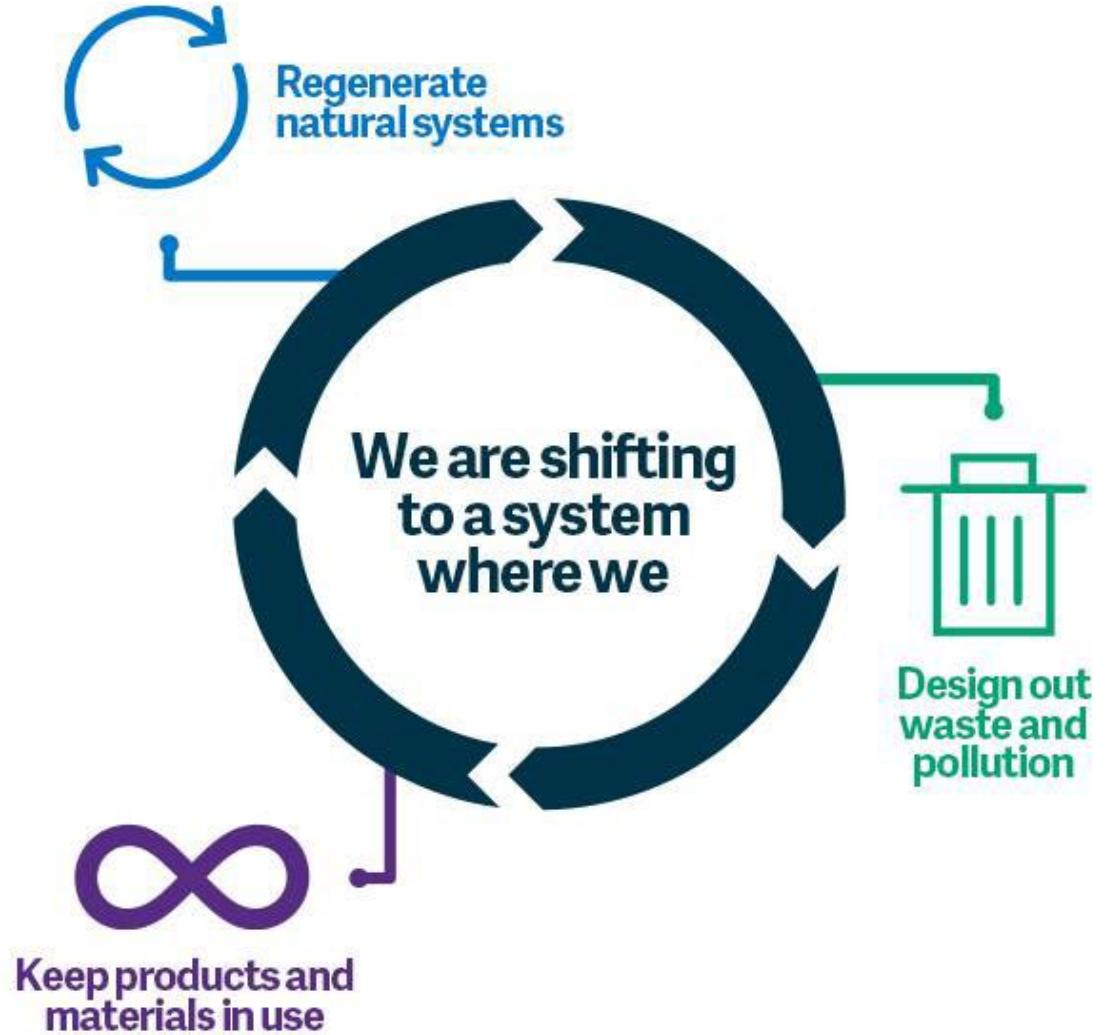 Regenerate
natural systems
We are shifting
to a system
where we
Design out
waste and
pollution
Keep products and
materials in use